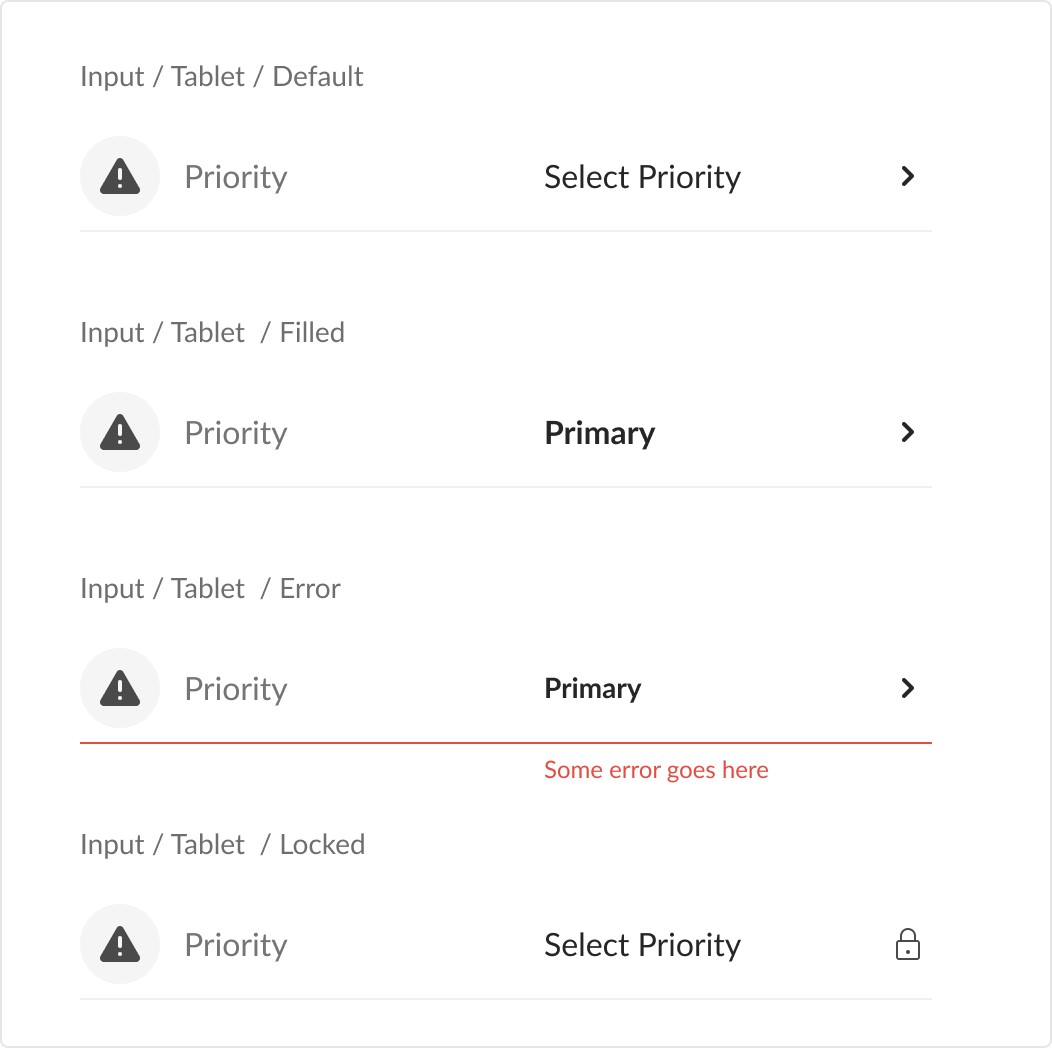 Input / Tablet / Default
Priority Select Priority
Input / Tablet  / Filled
Priority Primary
Input / Tablet  / Error
Priority Primary
Some error goes here
Input / Tablet  / Locked
Priority Select Priority